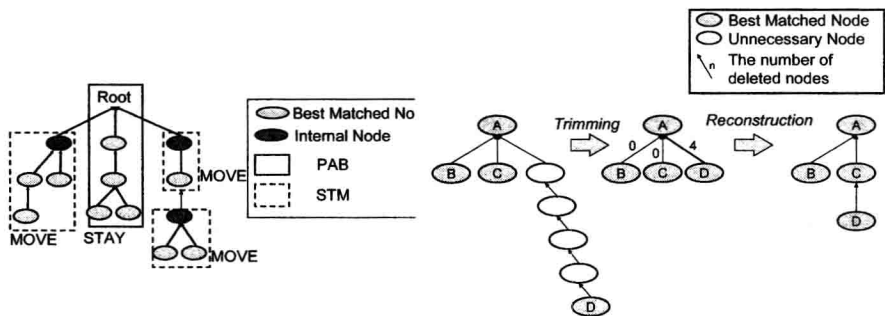 Root
MOVE
STAY
MOVE
MOVE
Best Matched No
Internal Node
PAB
STM
Best Matched Node
Unnecessary Node
n The number of
deleted nodes
A
B
C
D
Trimming
A
0
0
4
B
C
D
Reconstruction
A
B
C
D